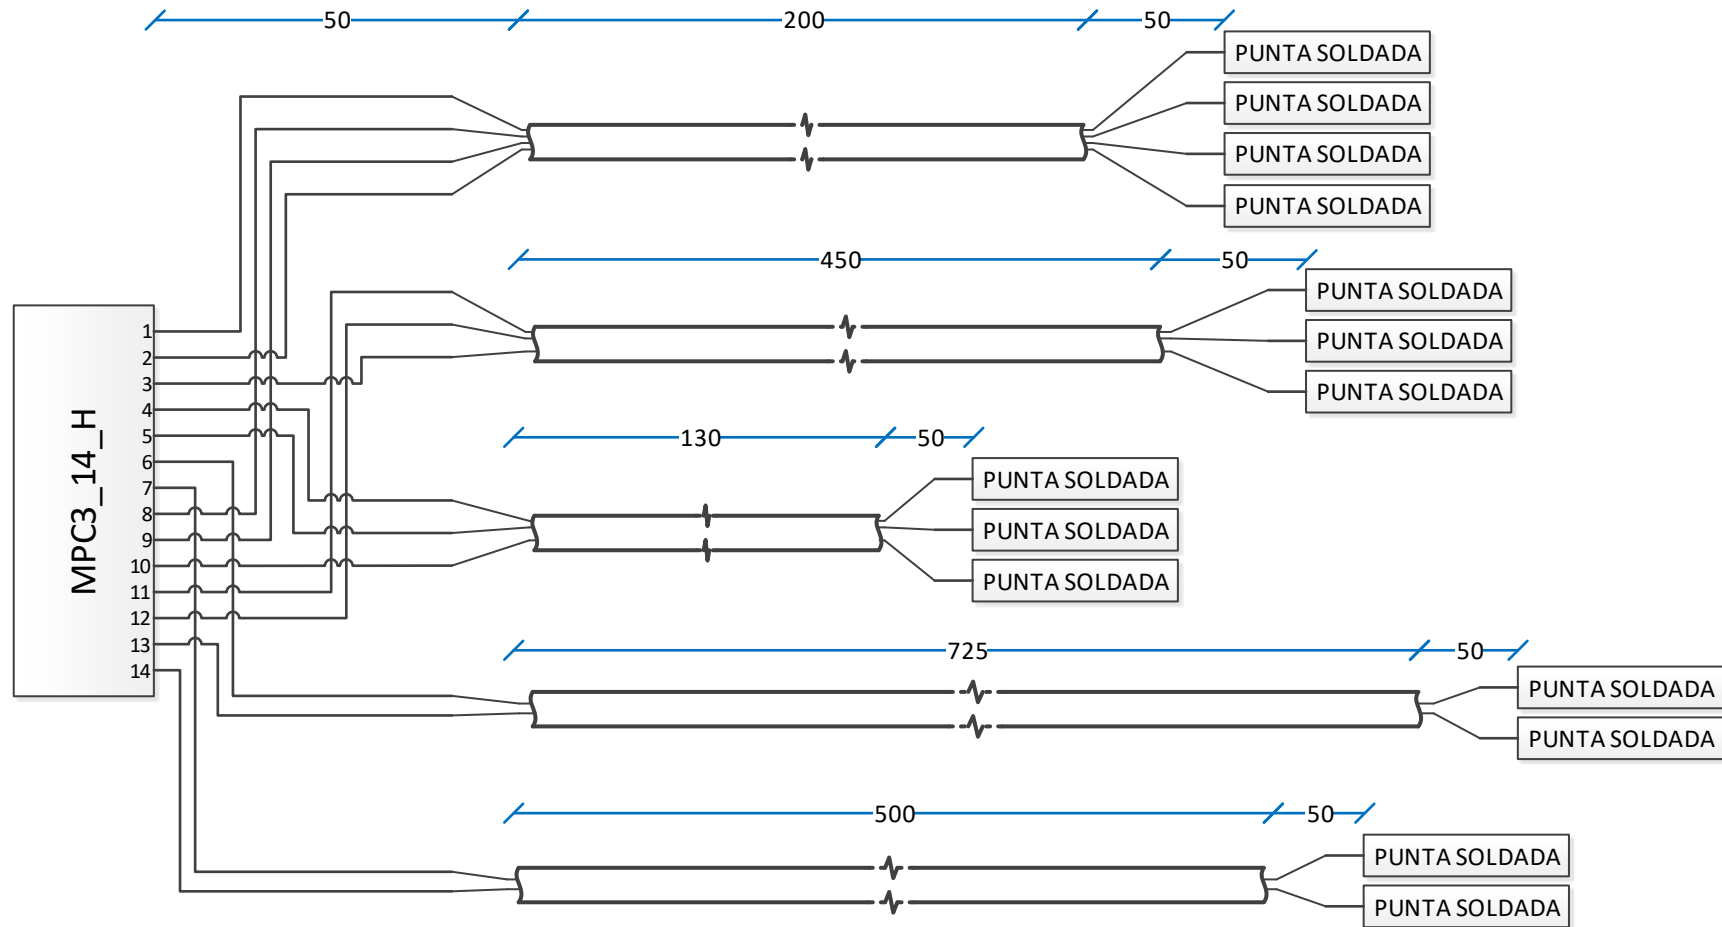 50 200 50
PUNTA SOLDADA
PUNTA SOLDADA
PUNTA SOLDADA
PUNTA SOLDADA
450 50
PUNTA SOLDADA
PUNTA SOLDADA
PUNTA SOLDADA
MPC3_14_H
1
2
3
4
5
6
7
8
9
10
11
12
13
14
130 50
PUNTA SOLDADA
PUNTA SOLDADA
PUNTA SOLDADA
725 50
PUNTA SOLDADA
PUNTA SOLDADA
500 50
PUNTA SOLDADA
PUNTA SOLDADA